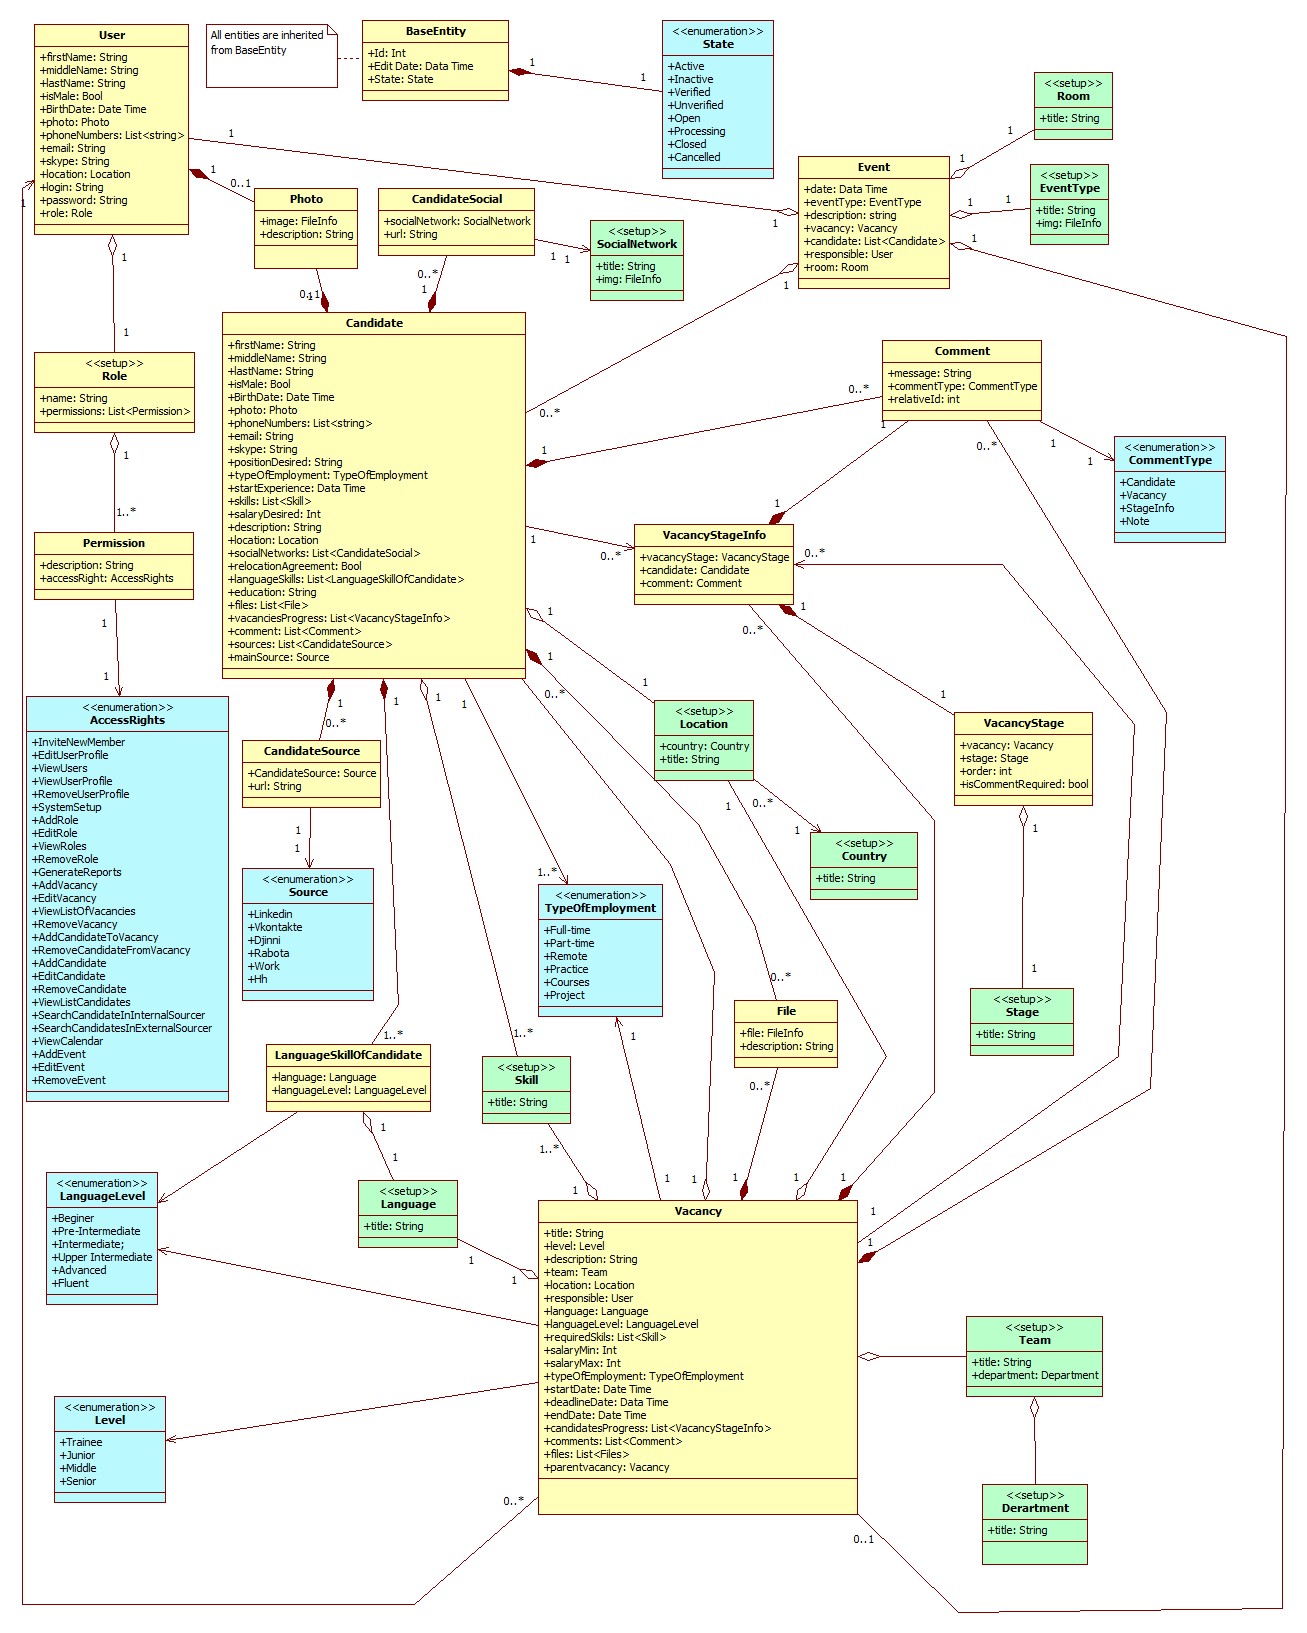 User
+firstName: String
+middleName: String
+lastName: String
+isMale: Bool
+BirthDate: Date Time
+photo: Photo
+phoneNumbers: List<string>
+email: String
+skype: String
+location: Location
+login: String
+password: String
+role: Role
All entities are inherited
from BaseEntity
BaseEntity
+Id: Int
+Edit Date: Data Time
+State: State
1
1
<<enumeration>>
State
+Active
+Inactive
+Verified
+Unverified
+Open
+Processing
+Closed
+Cancelled
<<setup>>
Room
+title: String
1
1
Event
+date: Data Time
+eventType: EventType
+description: string
+vacancy: Vacancy
+candidate: List<Candidate>
+responsible: User
+room: Room
1
1
1
1
<<setup>>
EventType
+title: String
+img: FileInfo
1
1
1
1
0..1
1
Photo
+image: FileInfo
+description: String
CandidateSocial
+socialNetwork: SocialNetwork
+url: String
1
1
<<setup>>
SocialNetwork
+title: String
+img: FileInfo
0..1
1
0..*
1
1
1
<<setup>>
Role
+name: String
+permissions: List<Permission>
1
1..*
Permission
+description: String
+accessRight: AccessRights
1
1
Candidate
+firstName: String
+middleName: String
+lastName: String
+isMale: Bool
+BirthDate: Date Time
+photo: Photo
+phoneNumbers: List<string>
+email: String
+skype: String
+positionDesired: String
+typeOfEmployment: TypeOfEmployment
+startExperience: Data Time
+skills: List<Skill>
+salaryDesired: Int
+description: String
+location: Location
+socialNetworks: List<CandidateSocial>
+relocationAgreement: Bool
+languageSkills: List<LanguageSkillOfCandidate>
+education: String
+files: List<File>
+vacanciesProgress: List<VacancyStageInfo>
+comment: List<Comment>
+sources: List<CandidateSource>
+mainSource: Source
0..*
1
0..*
1
0..*
Comment
+message: String
+commentType: CommentType
+relativeId: int
1
0..*
1
1
<<enumeration>>
CommentType
+Candidate
+Vacancy
+StageInfo
+Note
1
VacancyStageInfo
+vacancyStage: VacancyStage
+candidate: Candidate
+comment: Comment
0..*
1
0..*
1
1
1
0..*
1
1
1
1
1
<<setup>>
Location
+country: Country
+title: String
1
0..*
1
<<setup>>
Country
+title: String
VacancyStage
+vacancy: Vacancy
+stage: Stage
+order: int
+isCommentRequired: bool
1
1
<<setup>>
Stage
+title: String
<<enumeration>>
AccessRights
+InviteNewMember
+EditUserProfile
+ViewUsers
+ViewUserProfile
+RemoveUserProfile
+SystemSetup
+AddRole
+EditRole
+ViewRoles
+RemoveRole
+GenerateReports
+AddVacancy
+EditVacancy
+ViewListOfVacancies
+RemoveVacancy
+AddCandidateToVacancy
+RemoveCandidateFromVacancy
+AddCandidate
+EditCandidate
+RemoveCandidate
+ViewListCandidates
+SearchCandidateInInternalSourcer
+SearchCandidatesInExternalSourcer
+ViewCalendar
+AddEvent
+EditEvent
+RemoveEvent
0..*
CandidateSource
+CandidateSource: Source
+url: String
1
1
<<enumeration>>
Source
+Linkedin
+Vkontakte
+Djinni
+Rabota
+Work
+Hh
1..*
<<enumeration>>
TypeOfEmployment
+Full-time
+Part-time
+Remote
+Practice
+Courses
+Project
1
0..*
File
+file: FileInfo
+description: String
0..*
1..*
LanguageSkillOfCandidate
+language: Language
+languageLevel: LanguageLevel
1
1
1..*
<<setup>>
Skill
+title: String
1..*
1
<<enumeration>>
LanguageLevel
+Beginer
+Pre-Intermediate
+Intermediate;
+Upper Intermediate
+Advanced
+Fluent
<<setup>>
Language
+title: String
1
1
1
1
1
1
1
1
1
Vacancy
+title: String
+level: Level
+description: String
+team: Team
+location: Location
+responsible: User
+language: Language
+languageLevel: LanguageLevel
+requiredSkils: List<Skill>
+salaryMin: Int
+salaryMax: Int
+typeOfEmployment: TypeOfEmployment
+startDate: Date Time
+deadlineDate: Data Time
+endDate: Date Time
+candidatesProgress: List<VacancyStageInfo>
+comments: List<Comment>
+files: List<Files>
+parentvacancy: Vacancy
0..*
0..1
<<setup>>
Team
+title: String
+department: Department
<<setup>>
Derartment
+title: String
<<enumeration>>
Level
+Trainee
+Junior
+Middle
+Senior